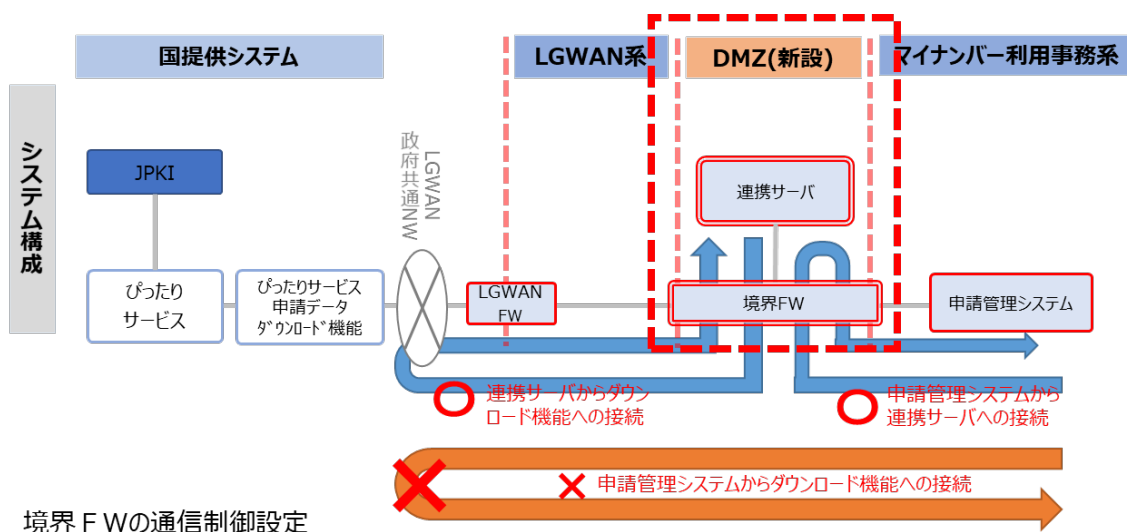 国提供システム
LGWAN系
DMZ(新設)
マイナンバー利用事務系
システム構成
JPKI
LGWAN
政府共通NW
連携サーバ
ぴったり
サービス
ぴったりサービス
申請データ
ﾀﾞｳﾝﾛｰﾄﾞ機能
LGWAN
FW
境界FW
申請管理システム
連携サーバからダウン
ロード機能への接続
申請管理システムから
連携サーバへの接続
申請管理システムからダウンロード機能への接続
境界ＦＷの通信制御設定